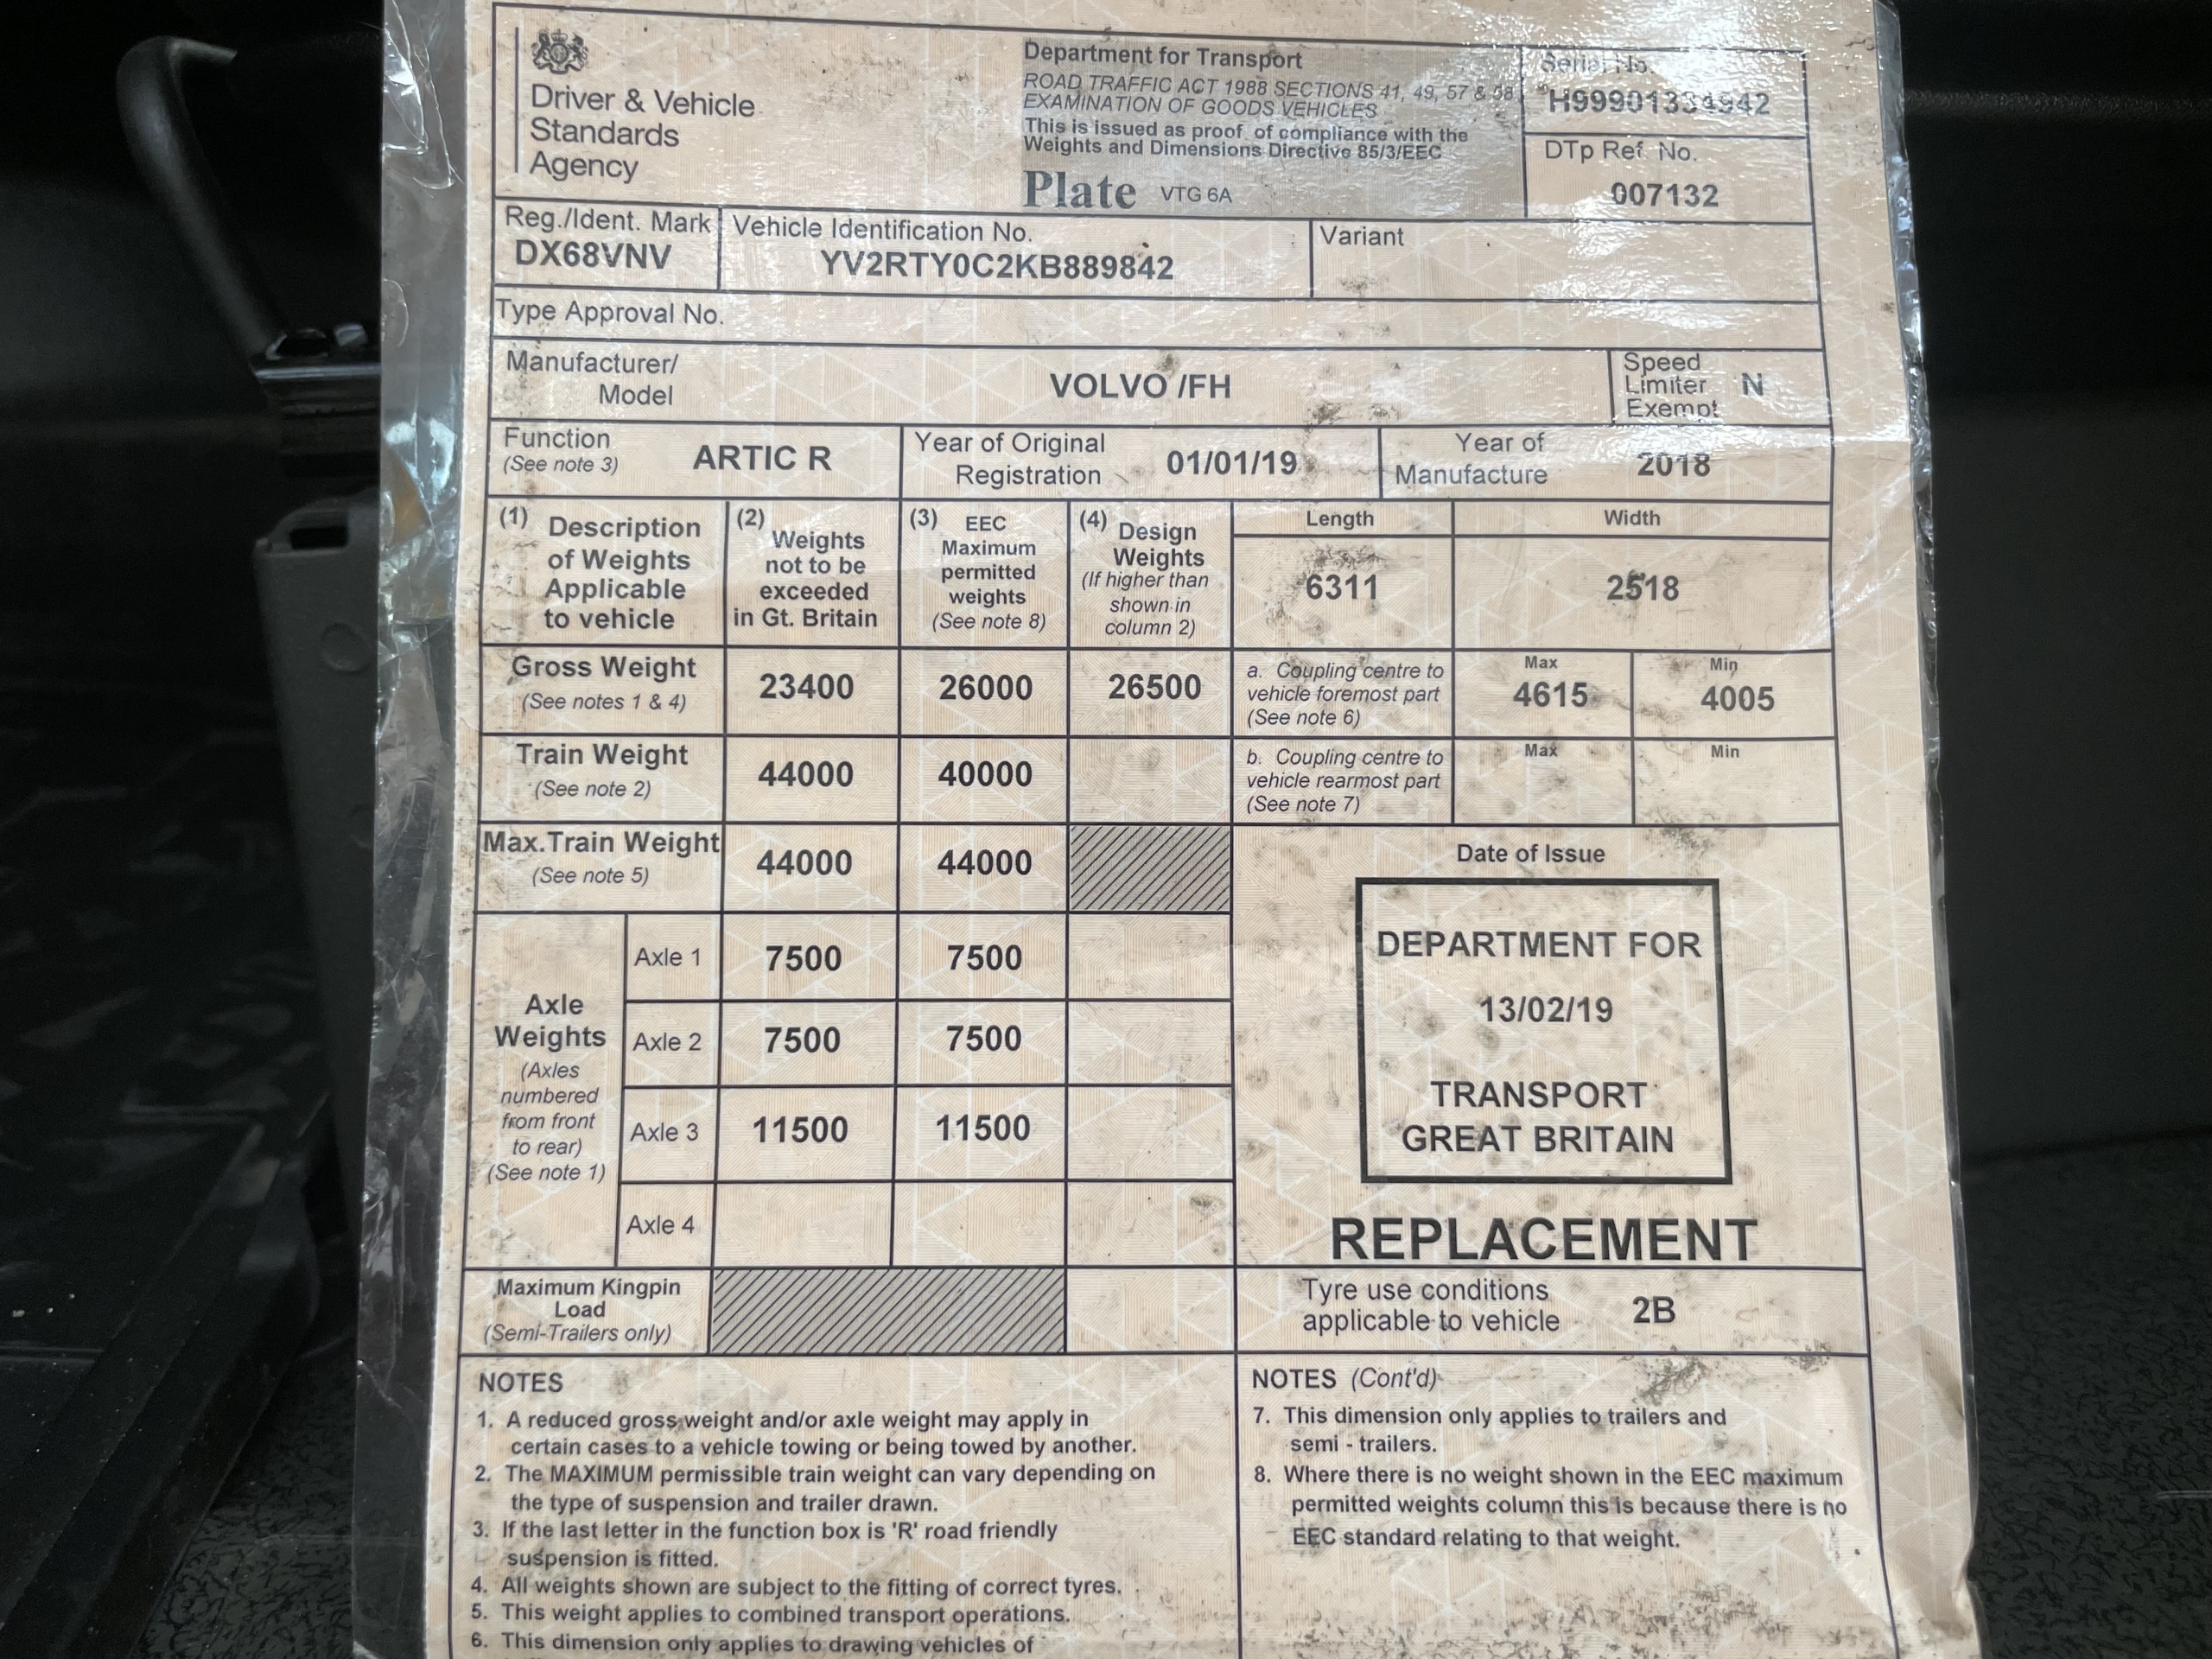 Driver & Vehicle
Standards
Agency
Department for Transport
ROAD TRAFFIC ACT 1988 SECTIONS 41, 49, 57 & 58
EXAMINATION OF GOODS VEHICLES
This is issued as proof of compliance with the
Weights and Dimensions Directive 85/3/EEC
Plate VTG 6A
Serial No.
H99901334942
DTp Ref. No.
007132
Reg./Ident. Mark
DX68VNV
Vehicle Identification No.
YV2RTY0C2KB889842
Variant
Type Approval No.
Manufacturer/
Model
VOLVO /FH
Speed
Limiter
Exempt
N
Function
(See note 3)
ARTIC R
Year of Original
Registration
01/01/19
Year of
Manufacture
2018
(1) Description
of Weights
Applicable
to vehicle
(2) Weights
not to be
exceeded
in Gt. Britain
(3) EEC
Maximum
permitted
weights
(See note 8)
(4) Design
Weights
(If higher than
shown in
column 2)
Length
6311
Width
2518
Gross Weight
(See notes 1 & 4)
23400
26000
26500
a. Coupling centre to
vehicle foremost part
(See note 6)
Max
4615
Min
4005
Train Weight
(See note 2)
44000
40000
b. Coupling centre to
vehicle rearmost part
(See note 7)
Max
Min
Max.Train Weight
(See note 5)
44000
44000
Axle
Weights
(Axles
numbered
from front
to rear)
(See note 1)
Axle 1
7500
7500
Axle 2
7500
7500
Axle 3
11500
11500
Axle 4
Date of Issue
DEPARTMENT FOR
13/02/19
TRANSPORT
GREAT BRITAIN
REPLACEMENT
Maximum Kingpin
Load
(Semi-Trailers only)
Tyre use conditions
applicable to vehicle
2B
NOTES
1. A reduced gross weight and/or axle weight may apply in
certain cases to a vehicle towing or being towed by another.
2. The MAXIMUM permissible train weight can vary depending on
the type of suspension and trailer drawn.
3. If the last letter in the function box is 'R' road friendly
suspension is fitted.
4. All weights shown are subject to the fitting of correct tyres.
5. This weight applies to combined transport operations.
6. This dimension only applies to drawing vehicles of
NOTES (Cont'd)
7. This dimension only applies to trailers and
semi - trailers.
8. Where there is no weight shown in the EEC maximum
permitted weights column this is because there is no
EEC standard relating to that weight.